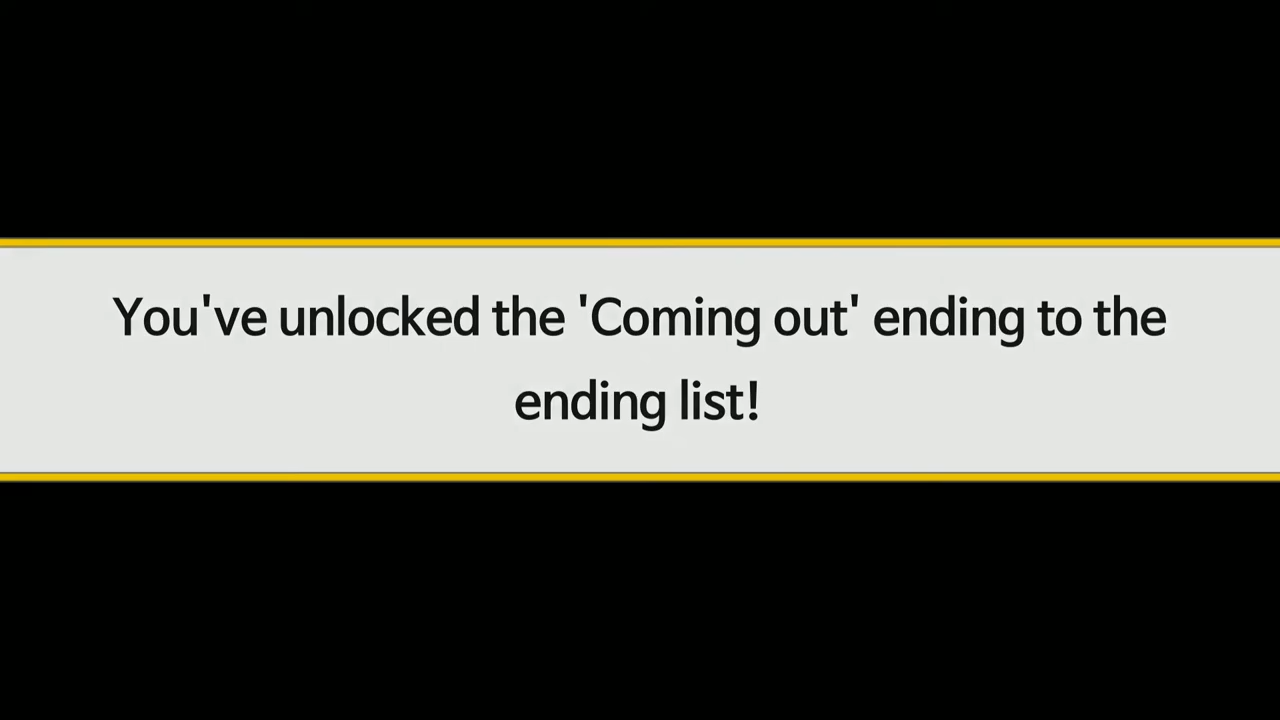 You've unlocked the 'Coming out' ending to the
ending list!